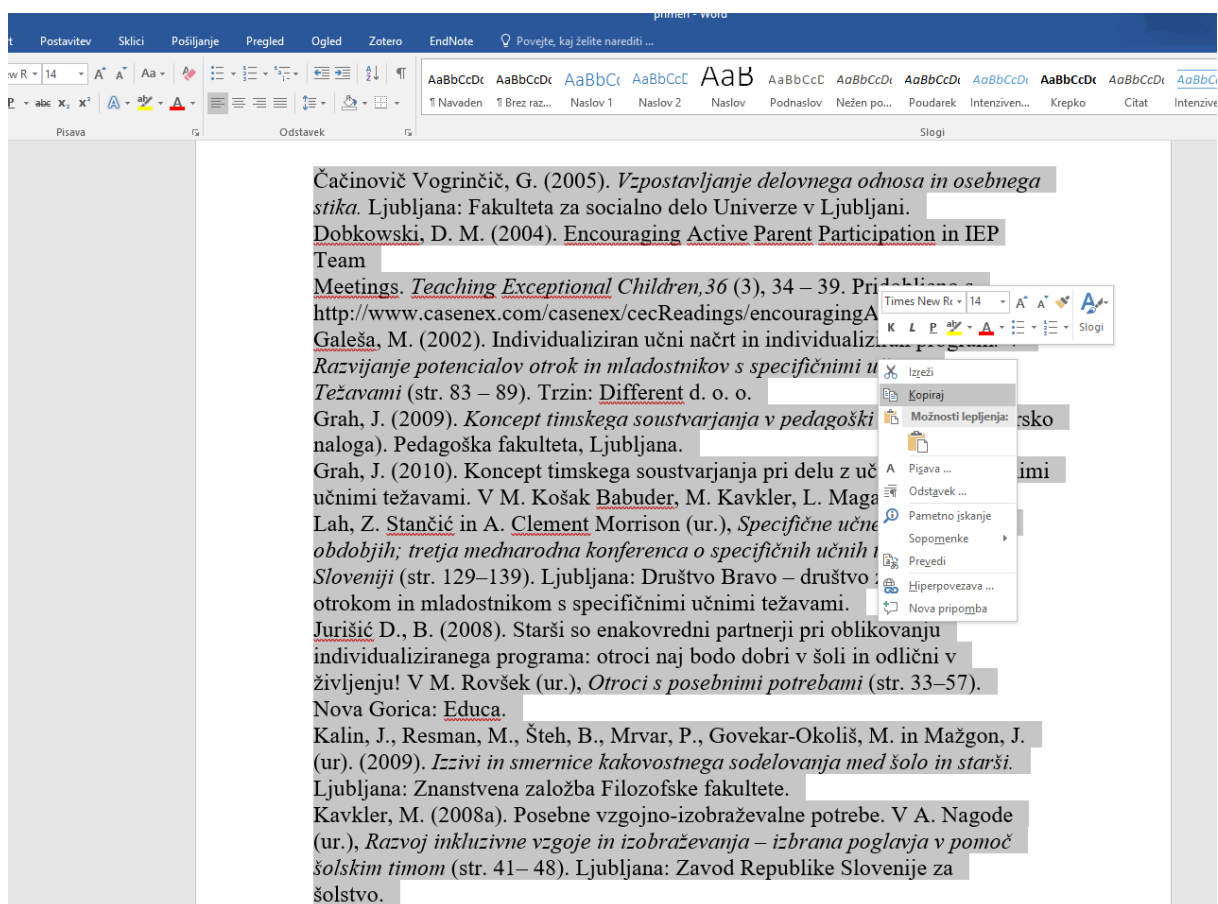 primeri - Word
Postavitev Sklici Pošiljanje Pregled Ogled Zotero EndNote Povejte, kaj želite narediti ...
14 Aa
P abc x₂ x² A aby A
AaBbCcDc AaBbCcDc AaBbC AaBbCcC AaB AaBbCcD AaBbCcDc AaBbCcDc AaBbCcDc AaBbCcDc AaBbCcDc
¶ Navaden ¶ Brez raz... Naslov 1 Naslov 2 Naslov Podnaslov Nežen po... Poudarek Intenziven... Krepko Citat
Pisava Odstavek Slogi
Čačinovič Vogrinčič, G. (2005). Vzpostavljanje delovnega odnosa in osebnega
stika. Ljubljana: Fakulteta za socialno delo Univerze v Ljubljani.
Dobkowski, D. M. (2004). Encouraging Active Parent Participation in IEP
Team
Meetings. Teaching Exceptional Children,36 (3), 34 – 39.
http://www.casenex.com/casenex/cecReadings/encouragingA
Galeša, M. (2002). Individualiziran učni načrt in
Razvijanje potencialov otrok in mladostnikov s specifičnimi
Težavami (str. 83 – 89). Trzin: Different d. o. o.
Grah, J. (2009). Koncept timskega soustvarjanja v pedagoški
naloga). Pedagoška fakulteta, Ljubljana.
Grah, J. (2010). Koncept timskega soustvarjanja pri delu z
učnimi težavami. V M. Košak Babuder, M. Kavkler, L.
Lah, Z. Stančić in A. Clement Morrison (ur.), Specifične učne
obdobjih; tretja mednarodna konferenca o specifičnih učnih
Sloveniji (str. 129–139). Ljubljana: Društvo Bravo – društvo
otrokom in mladostnikom s specifičnimi učnimi težavami.
Jurišić D., B. (2008). Starši so enakovredni partnerji pri oblikovanju
individualiziranega programa: otroci naj bodo dobri v šoli in odlični v
življenju! V M. Rovšek (ur.), Otroci s posebnimi potrebami (str. 33–57).
Nova Gorica: Educa.
Kalin, J., Resman, M., Šteh, B., Mrvar, P., Govekar-Okoliš, M. in Mažgon, J.
(ur). (2009). Izzivi in smernice kakovostnega sodelovanja med šolo in starši.
Ljubljana: Znanstvena založba Filozofske fakultete.
Kavkler, M. (2008a). Posebne vzgojno-izobraževalne potrebe. V A. Nagode
(ur.), Razvoj inkluzivne vzgoje in izobraževanja – izbrana poglavja v pomoč
šolskim timom (str. 41– 48). Ljubljana: Zavod Republike Slovenije za
šolstvo.
Times New Rc 14
K L P aby A Slogi
Izreži
Kopiraj
Možnosti lepljenja:
Pisava ...
Odstavek ...
Pametno iskanje
Sopomenke
Prevedi
Hiperpovezava ...
Nova pripomba